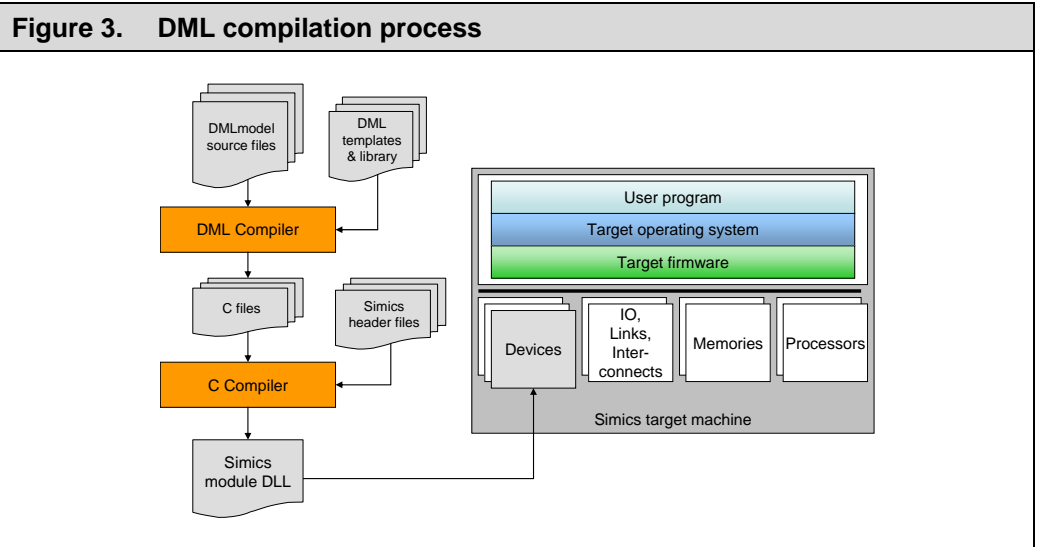 Figure 3. DML compilation process
DMLmodel
source files
DML
templates
& library
DML Compiler
C files
Simics
header files
C Compiler
Simics
module DLL
User program
Target operating system
Target firmware
Devices
IO,
Links,
Inter-
connects
Memories
Processors
Simics target machine